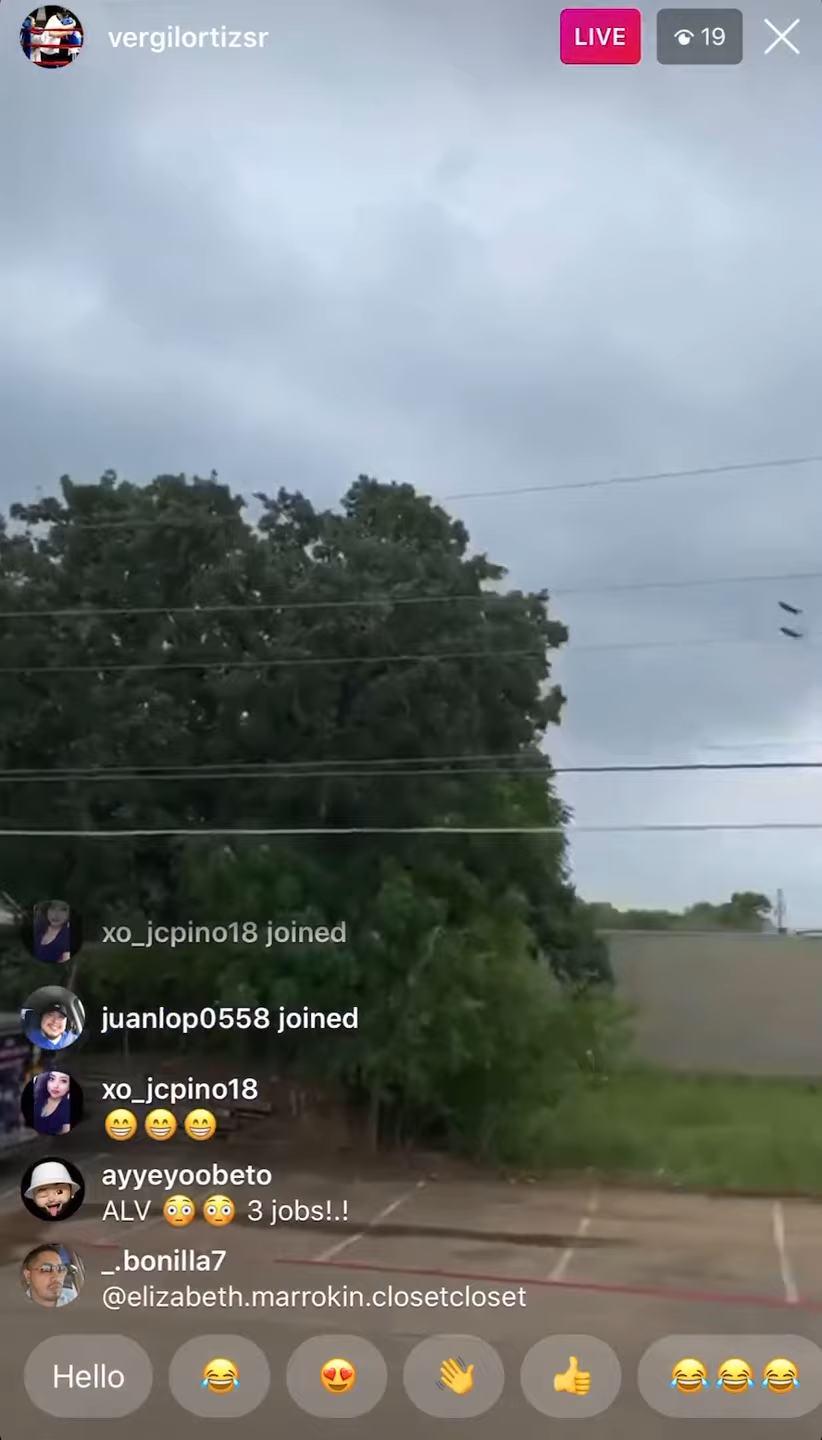 vergilortizsr
LIVE
19
xo_jcpino18 joined
juanlop0558 joined
xo_jcpino18
😁😁😁
ayyeyoobeto
ALV 😳😳 3 jobs!.!
_.bonilla7
@elizabeth.marrokin.closetcloset
Hello 😂 😍 👋 👍 😂😂😂